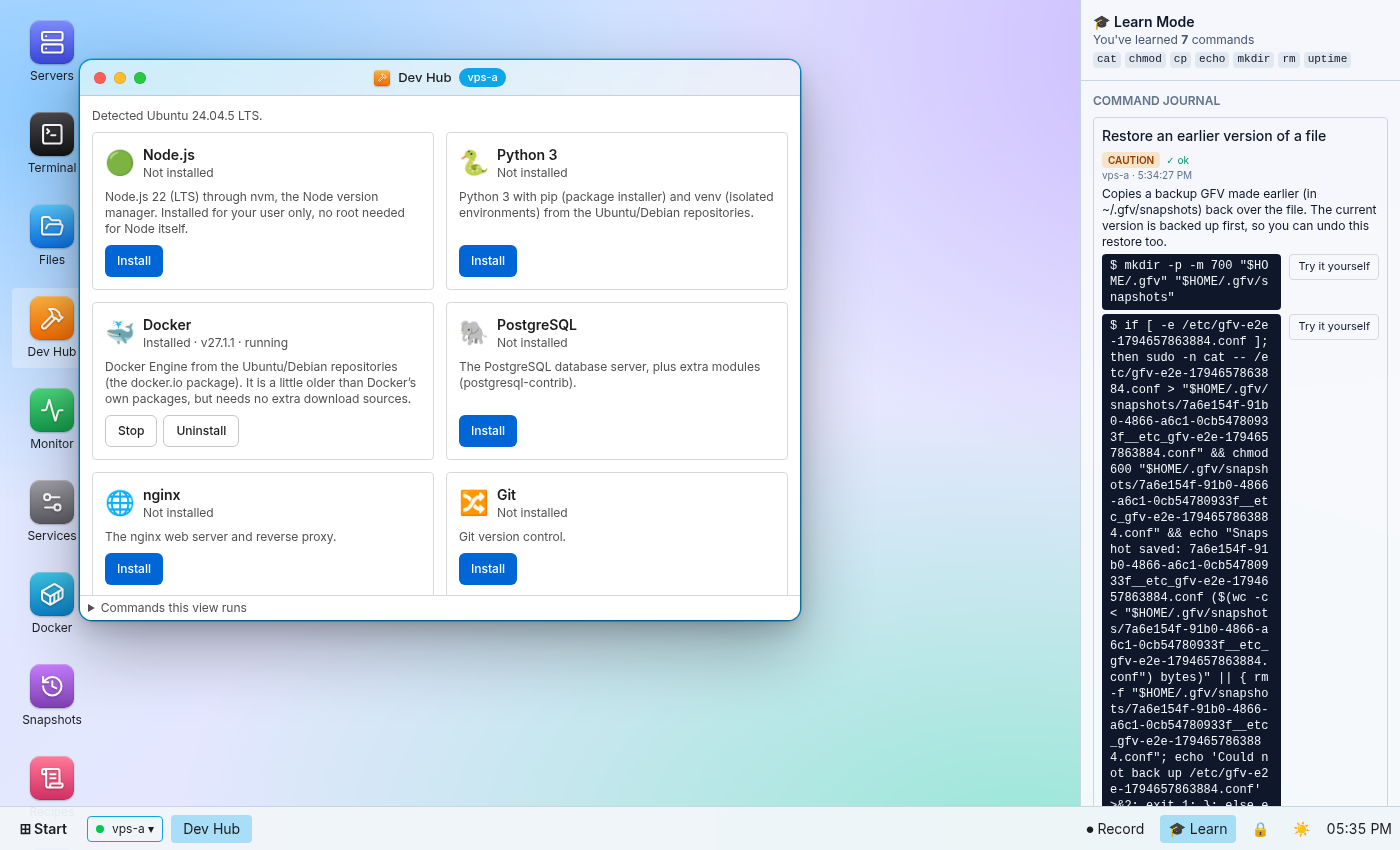 Servers
Terminal
Files
Dev Hub
Monitor
Services
Docker
Snapshots
Recipes
Dev Hub vps-a
Detected Ubuntu 24.04.5 LTS.
Node.js
Not installed
Node.js 22 (LTS) through nvm, the Node version
manager. Installed for your user only, no root needed
for Node itself.
Install
Python 3
Not installed
Python 3 with pip (package installer) and venv (isolated
environments) from the Ubuntu/Debian repositories.
Install
Docker
Installed · v27.1.1 · running
Docker Engine from the Ubuntu/Debian repositories
(the docker.io package). It is a little older than Docker’s
own packages, but needs no extra download sources.
Stop Uninstall
PostgreSQL
Not installed
The PostgreSQL database server, plus extra modules
(postgresql-contrib).
Install
nginx
Not installed
The nginx web server and reverse proxy.
Install
Git
Not installed
Git version control.
Install
▶ Commands this view runs
🎓 Learn Mode
You've learned 7 commands
cat chmod cp echo mkdir rm uptime
COMMAND JOURNAL
Restore an earlier version of a file
CAUTION ✓ ok
vps-a · 5:34:27 PM
Copies a backup GFV made earlier (in
~/.gfv/snapshots) back over the file. The current
version is backed up first, so you can undo this
restore too.
$ mkdir -p -m 700 "$HO
ME/.gfv" "$HOME/.gfv/s
napshots"
Try it yourself
$ if [ -e /etc/gfv-e2e
-1794657863884.conf ];
then sudo -n cat -- /e
tc/gfv-e2e-17946578638
84.conf > "$HOME/.gfv/
snapshots/7a6e154f-91b
0-4866-a6c1-0cb5478093
3f__etc_gfv-e2e-179465
7863884.conf" && chmod
600 "$HOME/.gfv/snapsh
ots/7a6e154f-91b0-4866
-a6c1-0cb54780933f__et
c_gfv-e2e-179465786388
4.conf" && echo "Snaps
hot saved: 7a6e154f-91
b0-4866-a6c1-0cb547809
33f__etc_gfv-e2e-17946
57863884.conf ($(wc -c
< "$HOME/.gfv/snapshot
s/7a6e154f-91b0-4866-a
6c1-0cb54780933f__etc_
gfv-e2e-1794657863884.
conf") bytes)" || { rm
-f "$HOME/.gfv/snapsho
ts/7a6e154f-91b0-4866-
a6c1-0cb54780933f__etc
_gfv-e2e-179465786388
4.conf"; echo 'Could n
ot back up /etc/gfv-e2
e-1794657863884.conf'
>&2; exit 1; }; else e
Try it yourself
⊞ Start
vps-a ▾
Dev Hub
● Record
🎓 Learn
05:35 PM